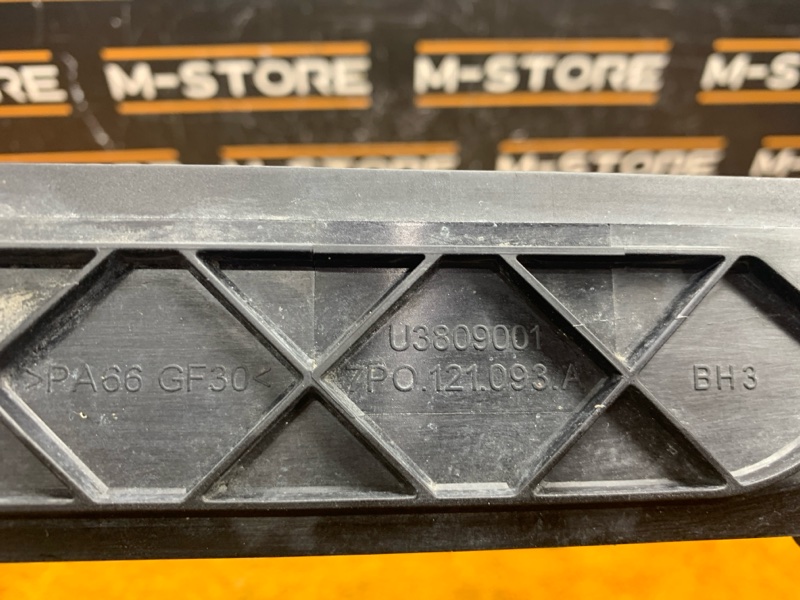 M-STORE
M-STORE
M-STORE
U3809001
>PA66 GF30<
7PO.121.093.A
BH3